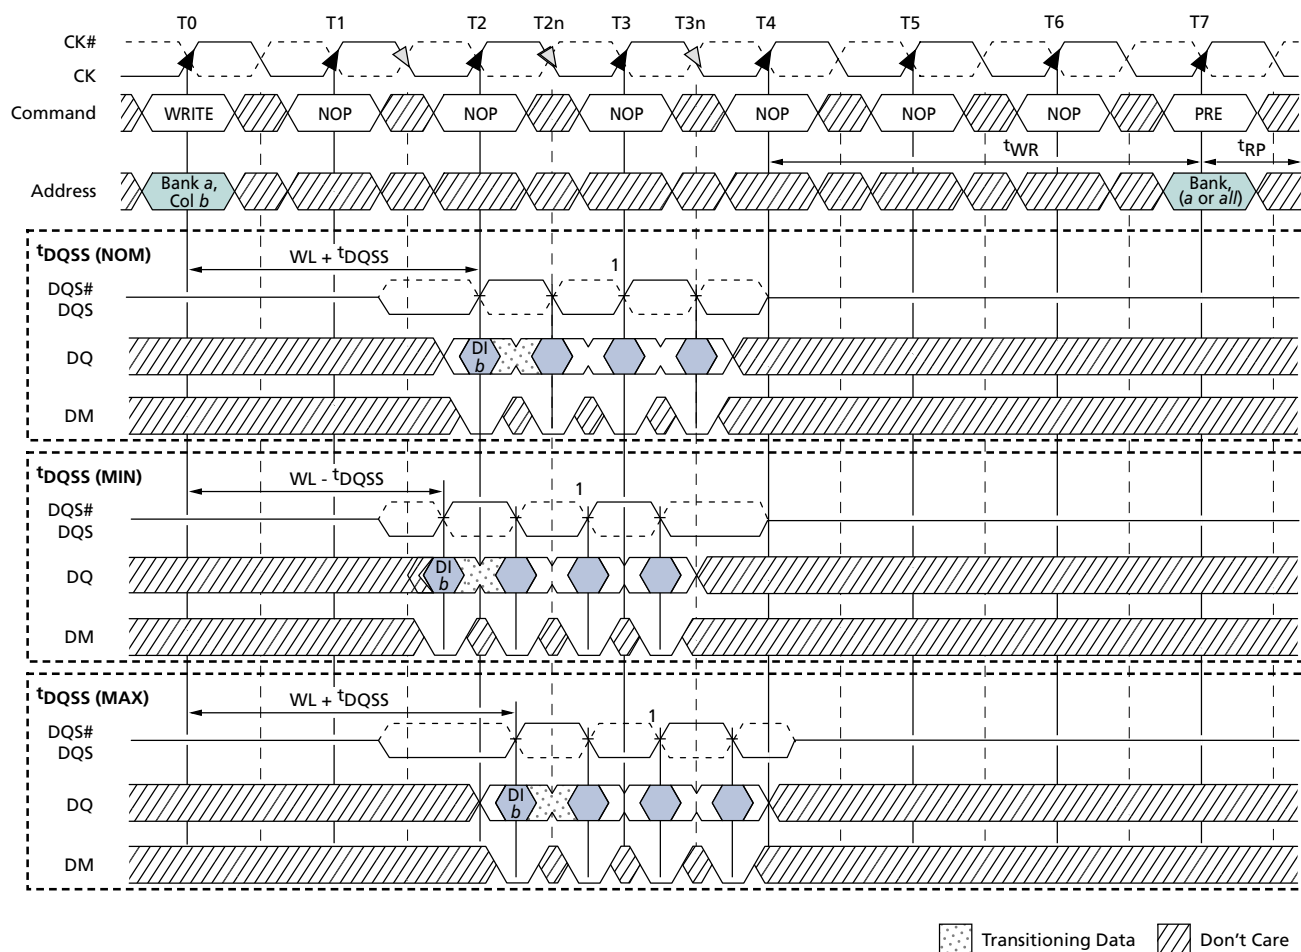 T0 T1 T2 T2n T3 T3n T4 T5 T6 T7
CK#
CK
Command WRITE NOP NOP NOP NOP NOP NOP PRE
tWR tRP
Address Bank a, Col b Bank, (a or all)
tDQSS (NOM)
WL + tDQSS
1
DQS#
DQS
DQ DI b
DM
tDQSS (MIN)
WL - tDQSS
1
DQS#
DQS
DQ DI b
DM
tDQSS (MAX)
WL + tDQSS
1
DQS#
DQS
DQ DI b
DM
Transitioning Data Don't Care